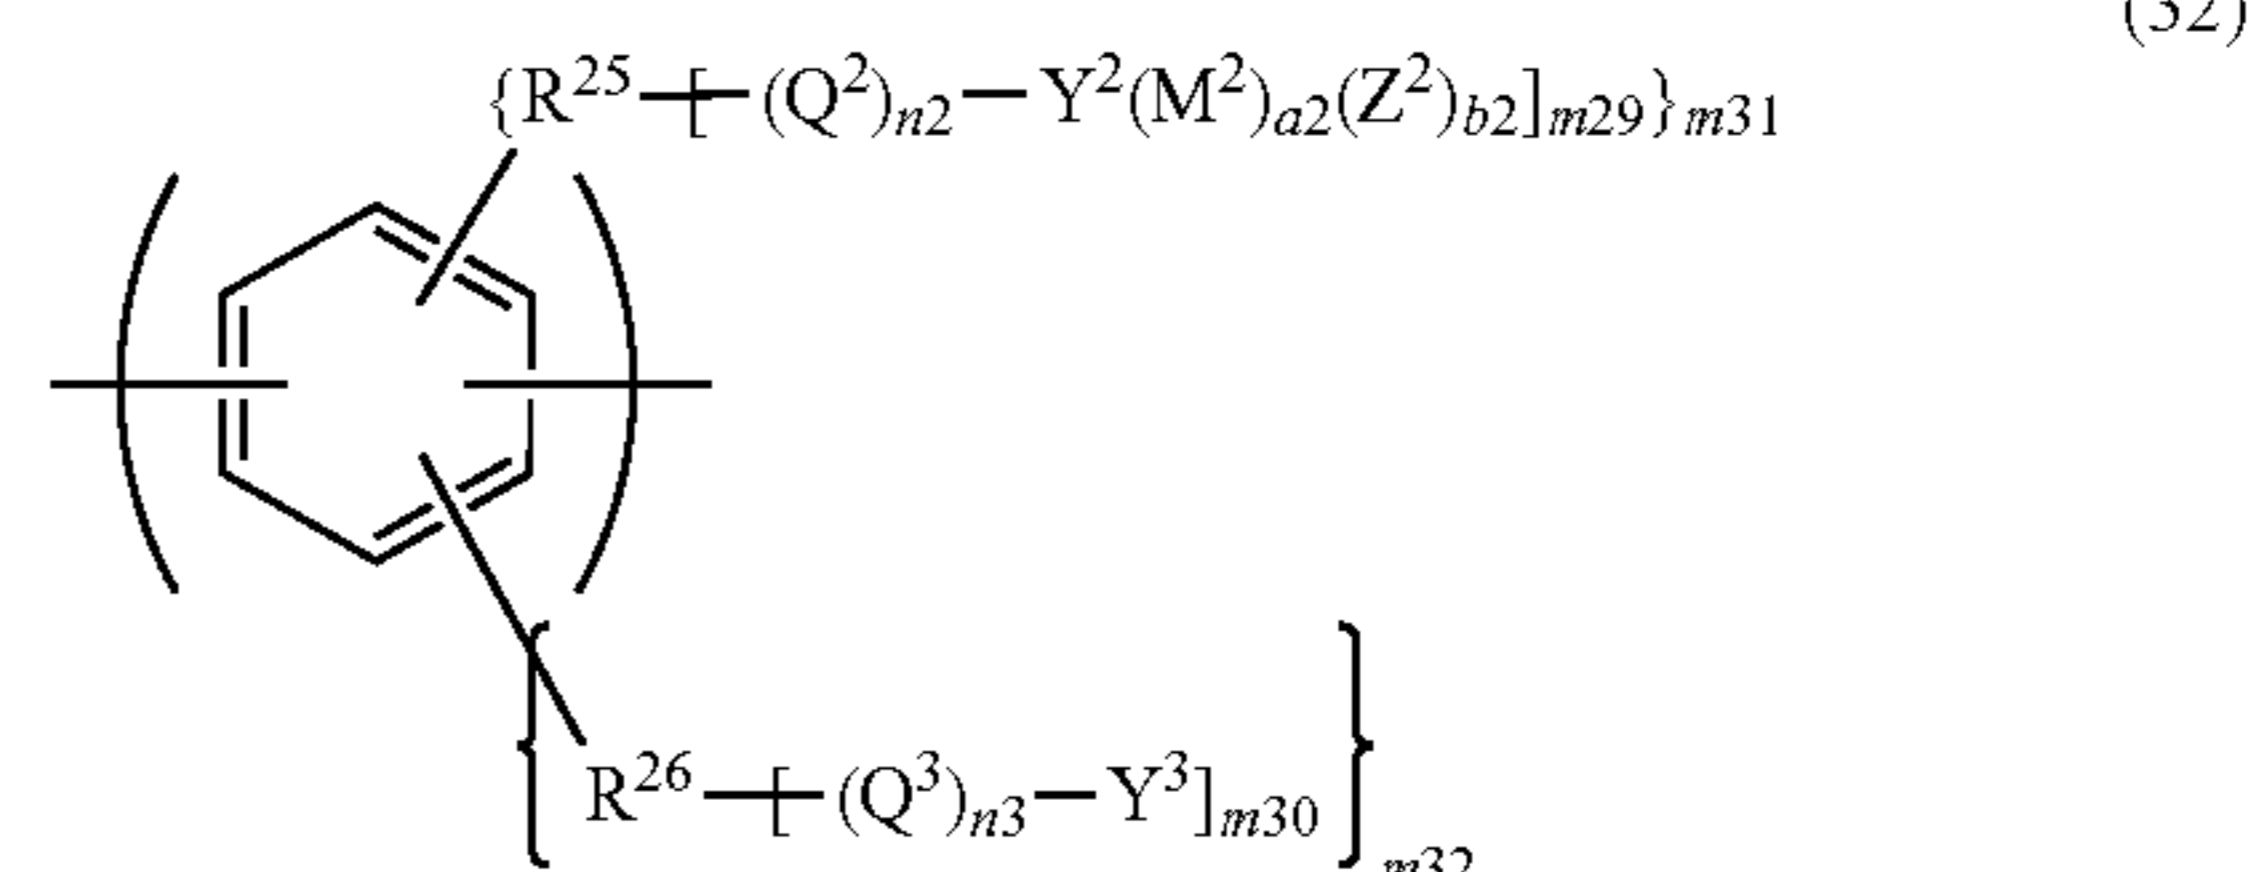 (32)
{R²⁵—[—(Q²)ₙ₂—Y²(M²)ₐ₂(Z²)b₂]m₂₉}m₃₁
R²⁶—[—(Q³)ₙ₃—Y³]m₃₀
m32